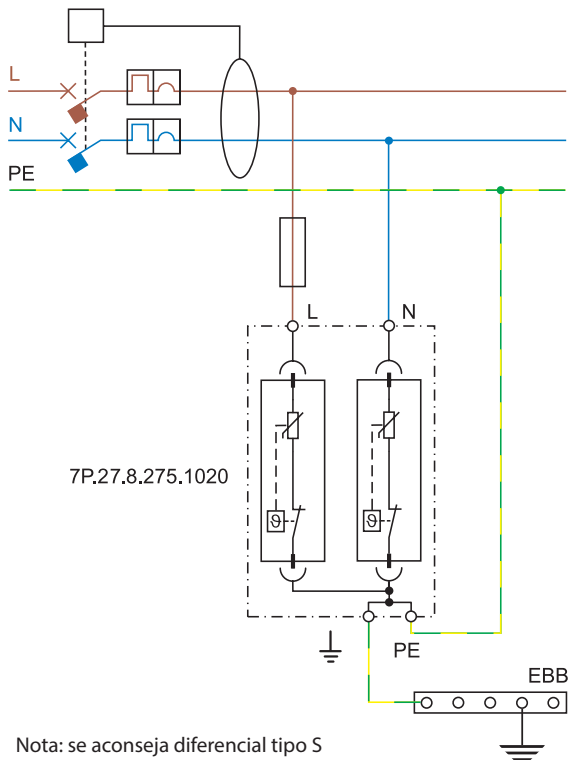 L
N
PE
L
N
7P.27.8.275.1020
ϑ
ϑ
PE
EBB
Nota: se aconseja diferencial tipo S